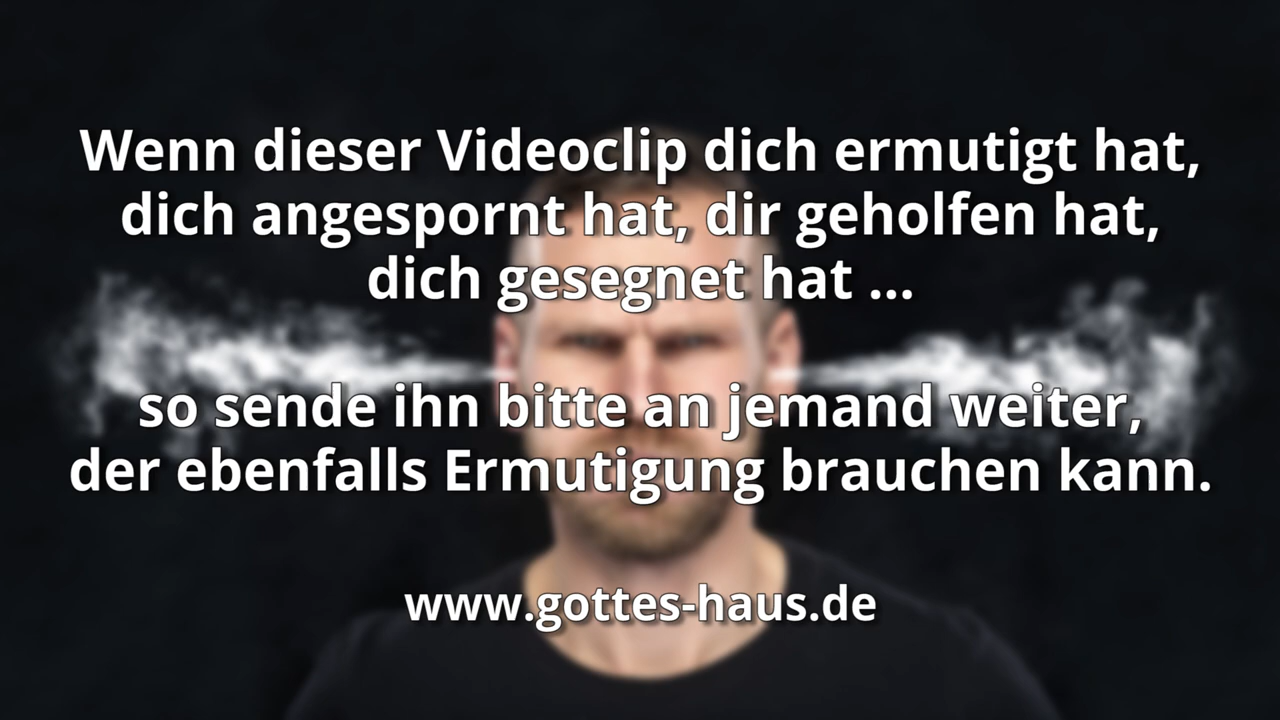 Wenn dieser Videoclip dich ermutigt hat,
dich angespornt hat, dir geholfen hat,
dich gesegnet hat ...
so sende ihn bitte an jemand weiter,
der ebenfalls Ermutigung brauchen kann.
www.gottes-haus.de